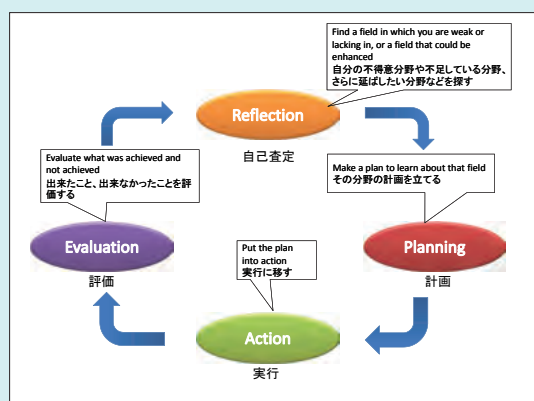 Find a field in which you are weak or
lacking in, or a field that could be
enhanced
自分の不得意分野や不足している分野、
さらに延ばしたい分野などを探す
Reflection
自己査定
Make a plan to learn about that field
その分野の計画を立てる
Planning
計画
Put the plan
into action
実行に移す
Action
実行
Evaluate what was achieved and
not achieved
出来たこと、出来なかったことを評
価する
Evaluation
評価